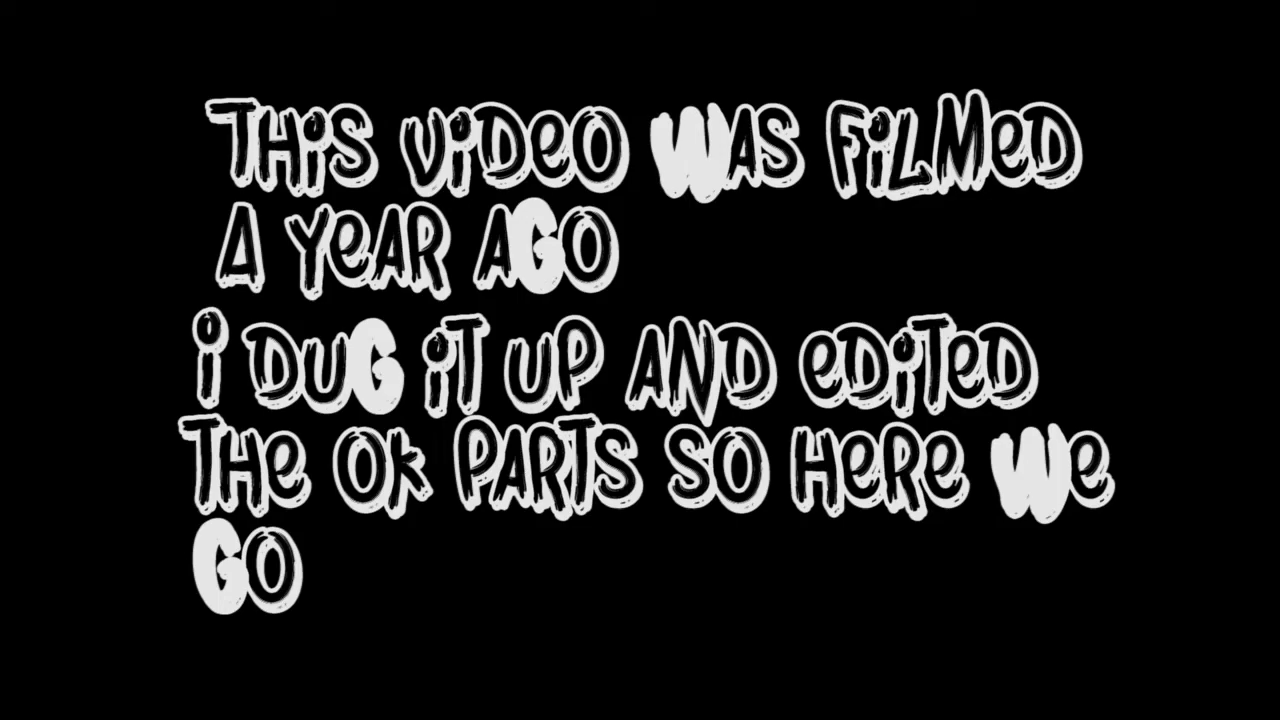 THiS ViDeO WAS FiLMeD
A YeAR AGO
i DUG iT UP AND eDiTeD
THe OK PARTS SO HeRe We
GO